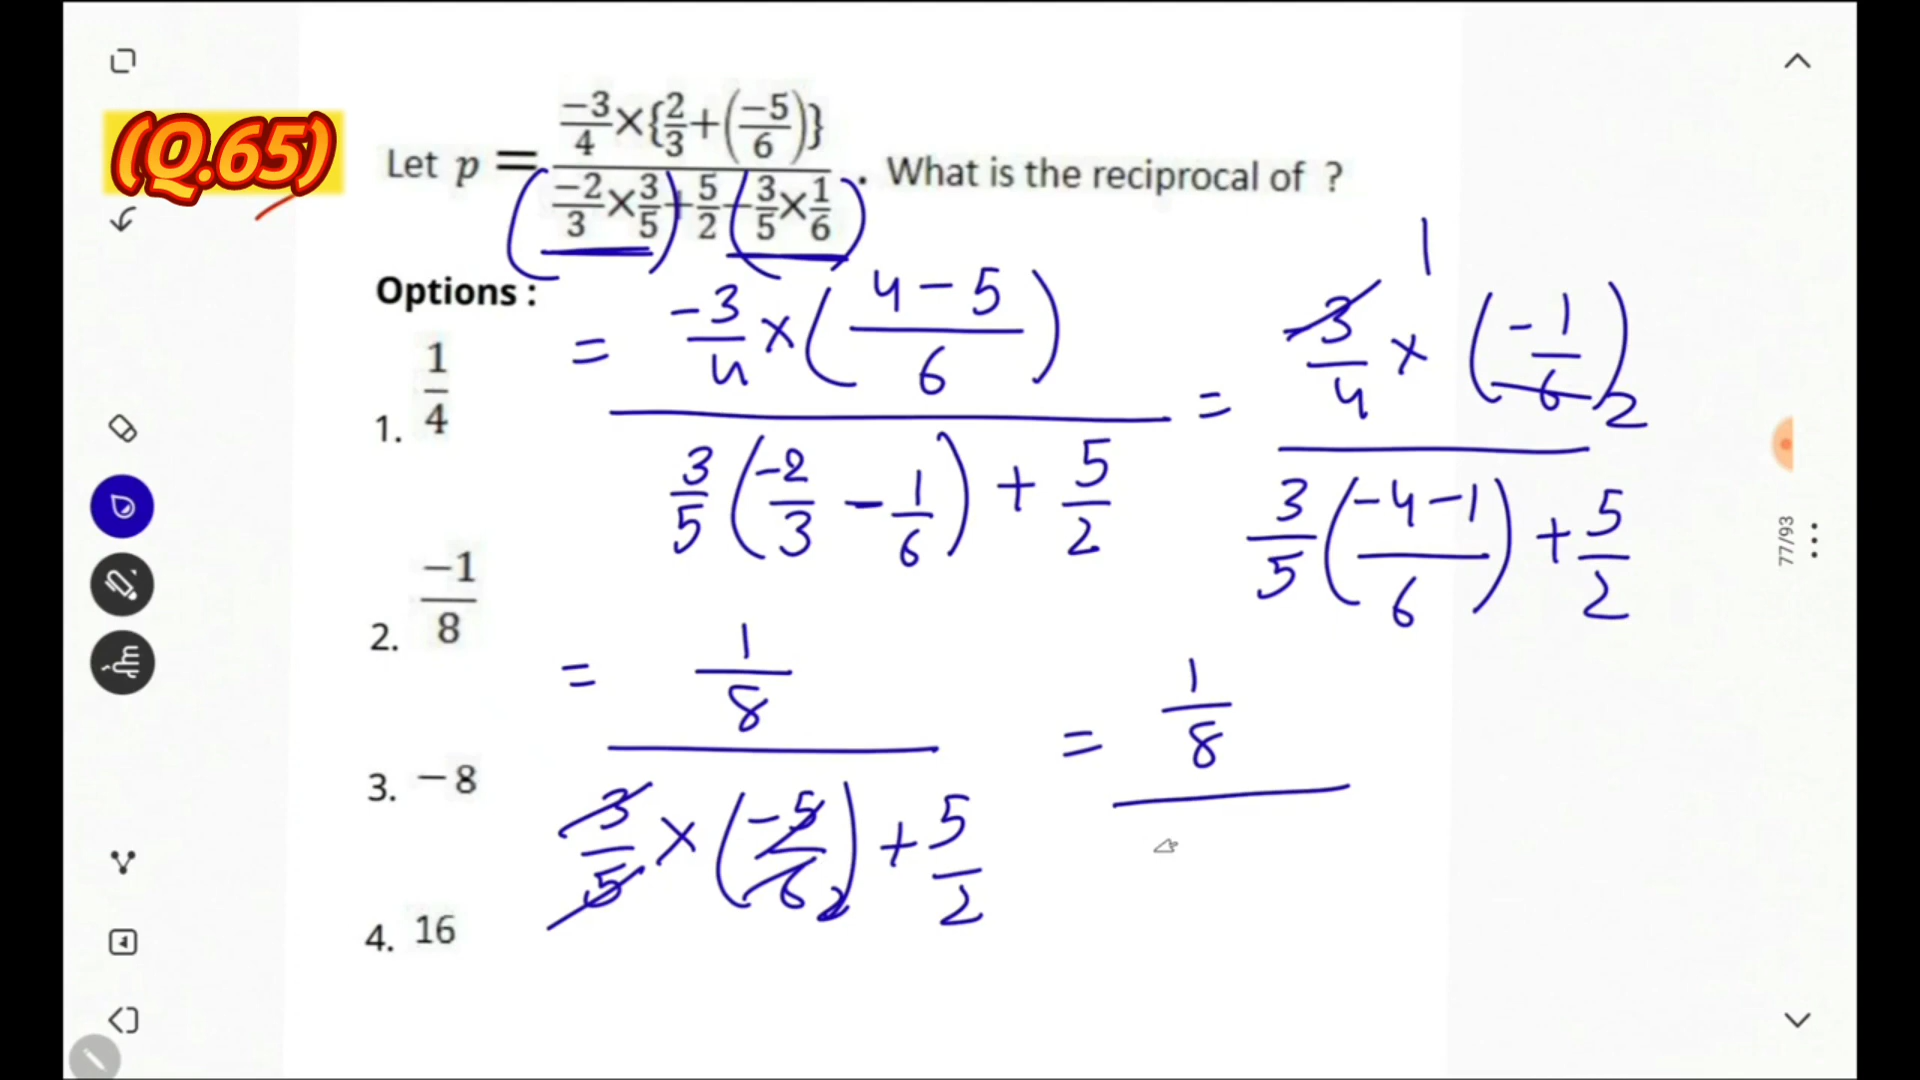 (Q.65)
Let p = (−3/4 × {2/3 + (−5/6)}) / (−2/3 × 3/5 + 5/2 − 3/5 × 1/6) . What is the reciprocal of ?
Options :
1. 1/4
2. −1/8
3. −8
4. 16
= (−3/4 × ((4 − 5)/6)) / (3/5 (−2/3 − 1/6) + 5/2)
= (−3/4 × (−1/6)) / (3/5 ((−4 − 1)/6) + 5/2)
1
2
= (1/8) / (3/5 × (−5/6) + 5/2)
2
= 1/8
77/93